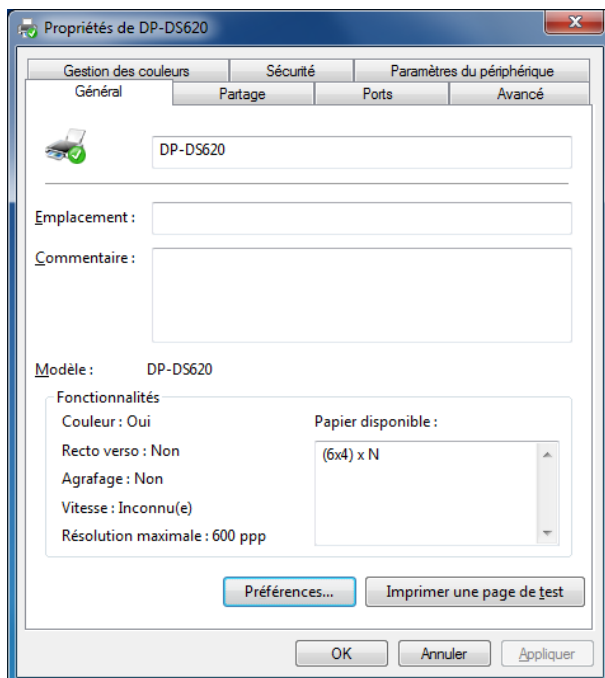 Propriétés de DP-DS620
Gestion des couleurs Sécurité Paramètres du périphérique
Général Partage Ports Avancé
DP-DS620
Emplacement :
Commentaire :
Modèle : DP-DS620
Fonctionnalités
Couleur : Oui Papier disponible :
Recto verso : Non (6x4) x N
Agrafage : Non
Vitesse : Inconnu(e)
Résolution maximale : 600 ppp
Préférences... Imprimer une page de test
OK Annuler Appliquer